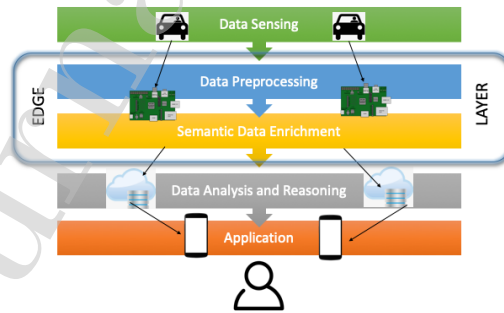 Data Sensing
Data Preprocessing
EDGE
LAYER
Semantic Data Enrichment
Data Analysis and Reasoning
Application